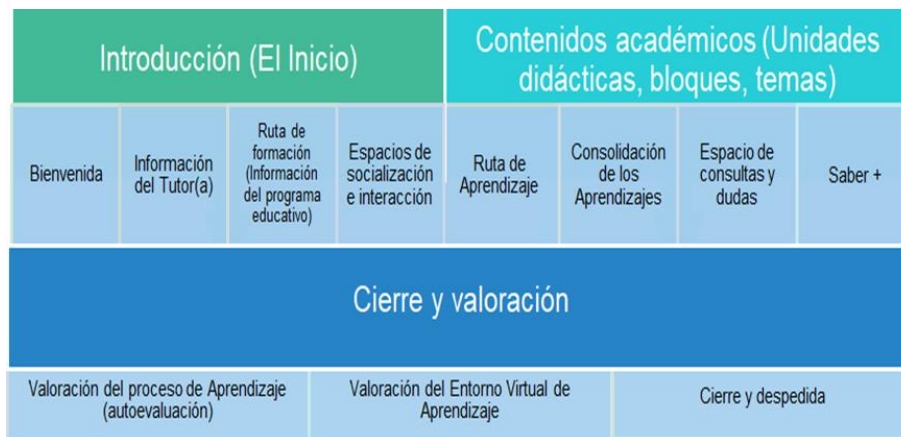 Introducción (El Inicio)
Contenidos académicos (Unidades
didácticas, bloques, temas)
Bienvenida
Información
del Tutor(a)
Ruta de
formación
(Información
del programa
educativo)
Espacios de
socialización
e interacción
Ruta de
Aprendizaje
Consolidación
de los
Aprendizajes
Espacio de
consultas y
dudas
Saber +
Cierre y valoración
Valoración del proceso de Aprendizaje
(autoevaluación)
Valoración del Entorno Virtual de
Aprendizaje
Cierre y despedida